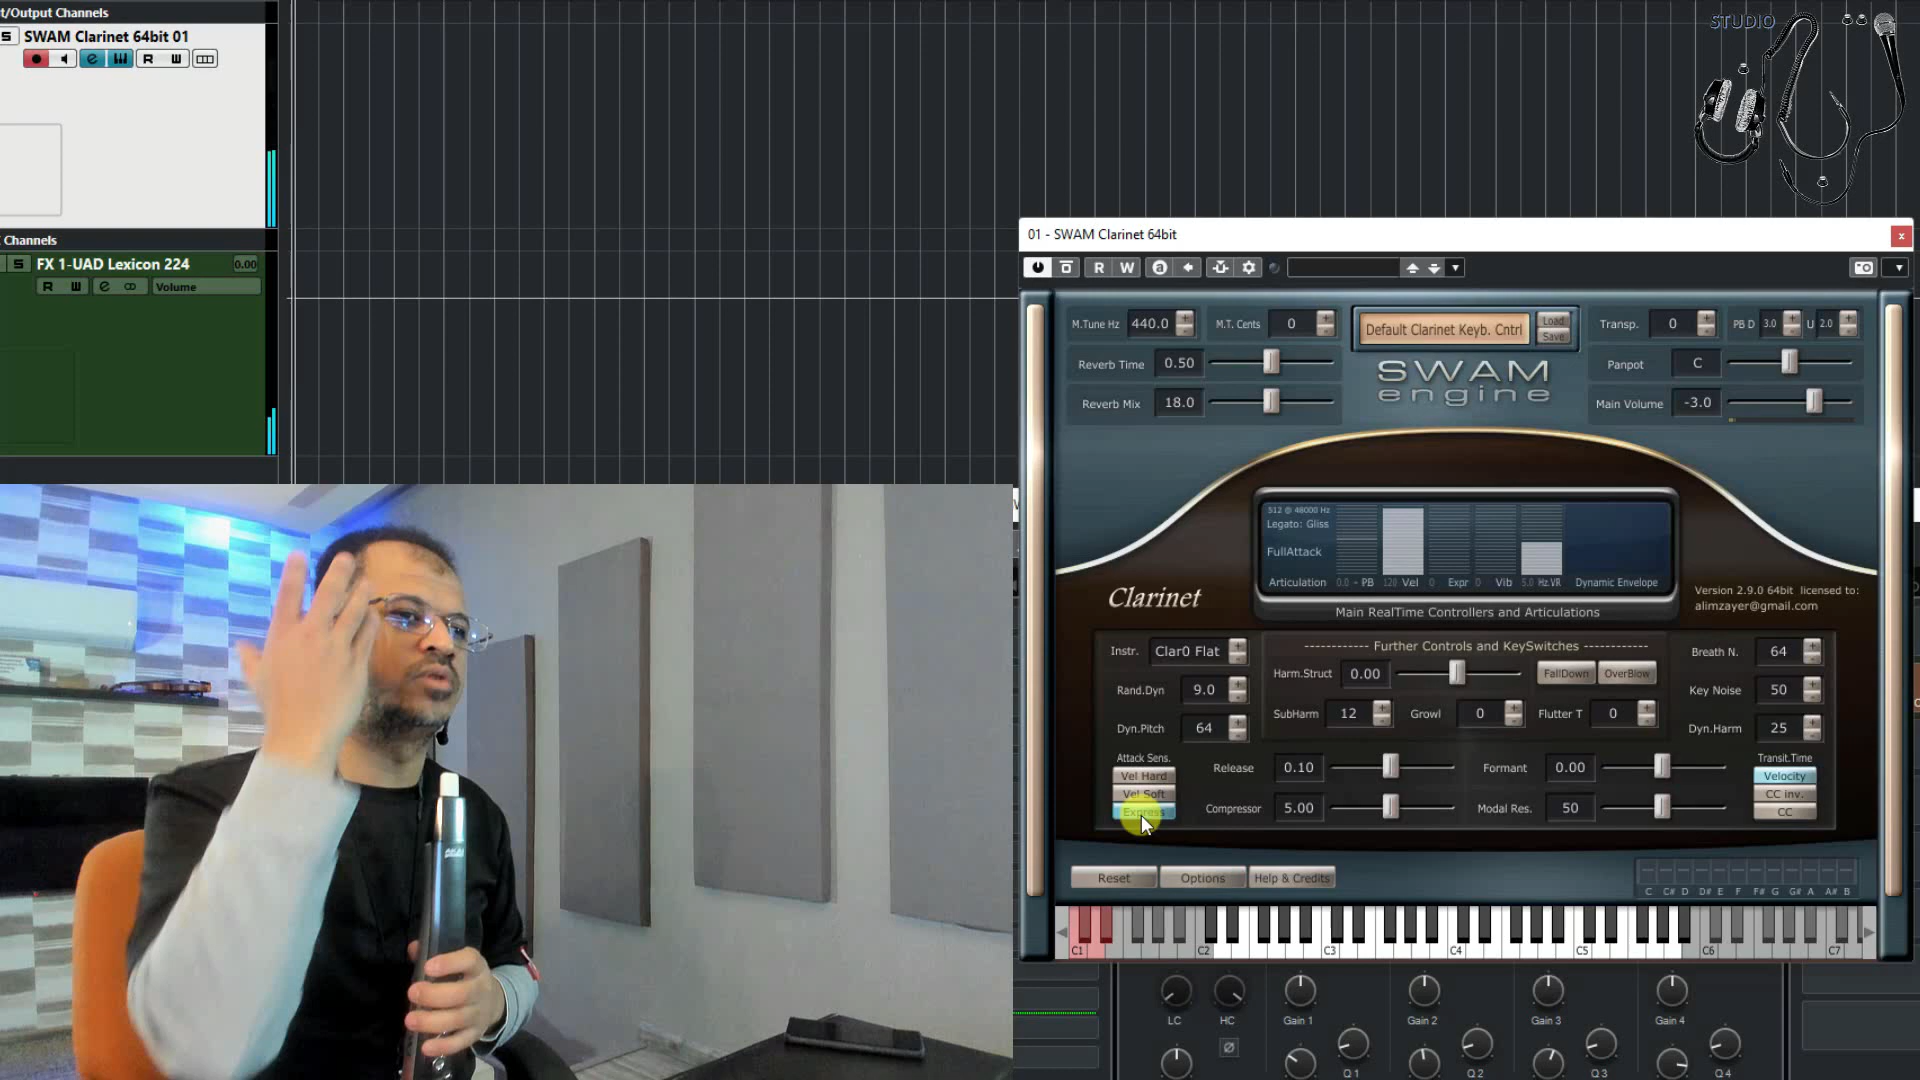 t/Output Channels
STUDIO
S SWAM Clarinet 64bit 01
R W
Channels
S FX 1-UAD Lexicon 224 0.00
R W Volume
01 - SWAM Clarinet 64bit
R W
M.Tune Hz 440.0 M.T. Cents 0
Default Clarinet Keyb. Cntrl Load
Save
Transp. 0 PB D 3.0 U 2.0
Reverb Time 0.50
SWAM
engine
Panpot C
Reverb Mix 18.0
Main Volume -3.0
512 @ 48000 Hz
Legato: Gliss
FullAttack
Articulation 0.0 - PB 120 Vel 0 Expr 0 Vib 5.0 Hz.VR Dynamic Envelope
Clarinet
Main RealTime Controllers and Articulations
Version 2.9.0 64bit licensed to:
alimzayer@gmail.com
Instr. Clar0 Flat
------------ Further Controls and KeySwitches ------------
Breath N. 64
Rand.Dyn 9.0
Harm.Struct 0.00 FallDown OverBlow
Key Noise 50
Dyn.Pitch 64
SubHarm 12 Growl 0 Flutter T 0
Dyn.Harm 25
Attack Sens.
Vel Hard
Vel Soft
Express
Release 0.10 Formant 0.00
Compressor 5.00 Modal Res. 50
Transit.Time
Velocity
CC inv.
CC
Reset Options Help & Credits
C C# D D# E F F# G G# A A# B
C1 C2 C3 C4 C5 C6 C7
LC HC Gain 1 Gain 2 Gain 3 Gain 4
Q 1 Q 2 Q 3 Q 4